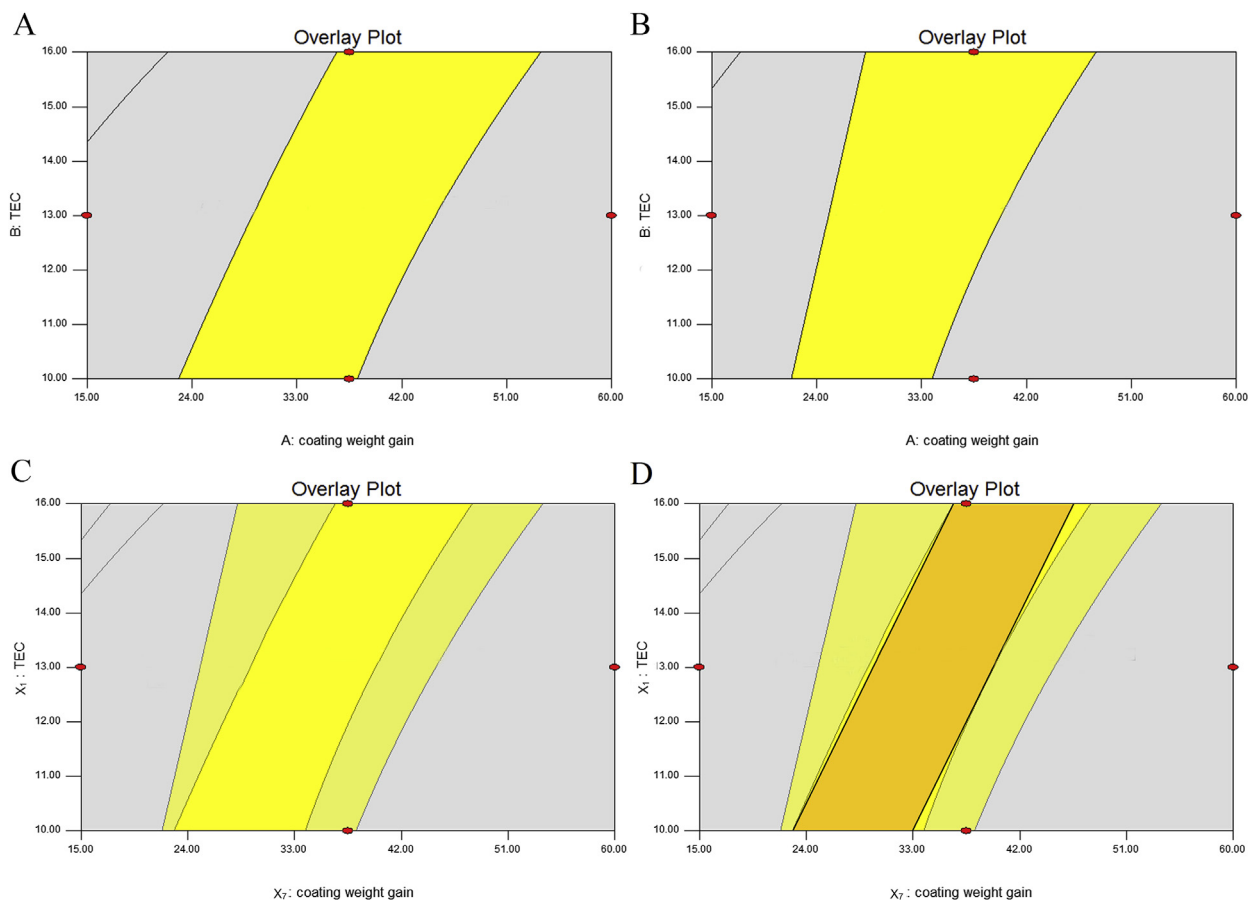 A
Overlay Plot
16.00
15.00
14.00
13.00
12.00
11.00
10.00
B: TEC
15.00 24.00 33.00 42.00 51.00 60.00
A: coating weight gain
B
Overlay Plot
16.00
15.00
14.00
13.00
12.00
11.00
10.00
B: TEC
15.00 24.00 33.00 42.00 51.00 60.00
A: coating weight gain
C
Overlay Plot
16.00
15.00
14.00
13.00
12.00
11.00
10.00
X₁ : TEC
15.00 24.00 33.00 42.00 51.00 60.00
X₇ : coating weight gain
D
Overlay Plot
16.00
15.00
14.00
13.00
12.00
11.00
10.00
X₁ : TEC
15.00 24.00 33.00 42.00 51.00 60.00
X₇ : coating weight gain